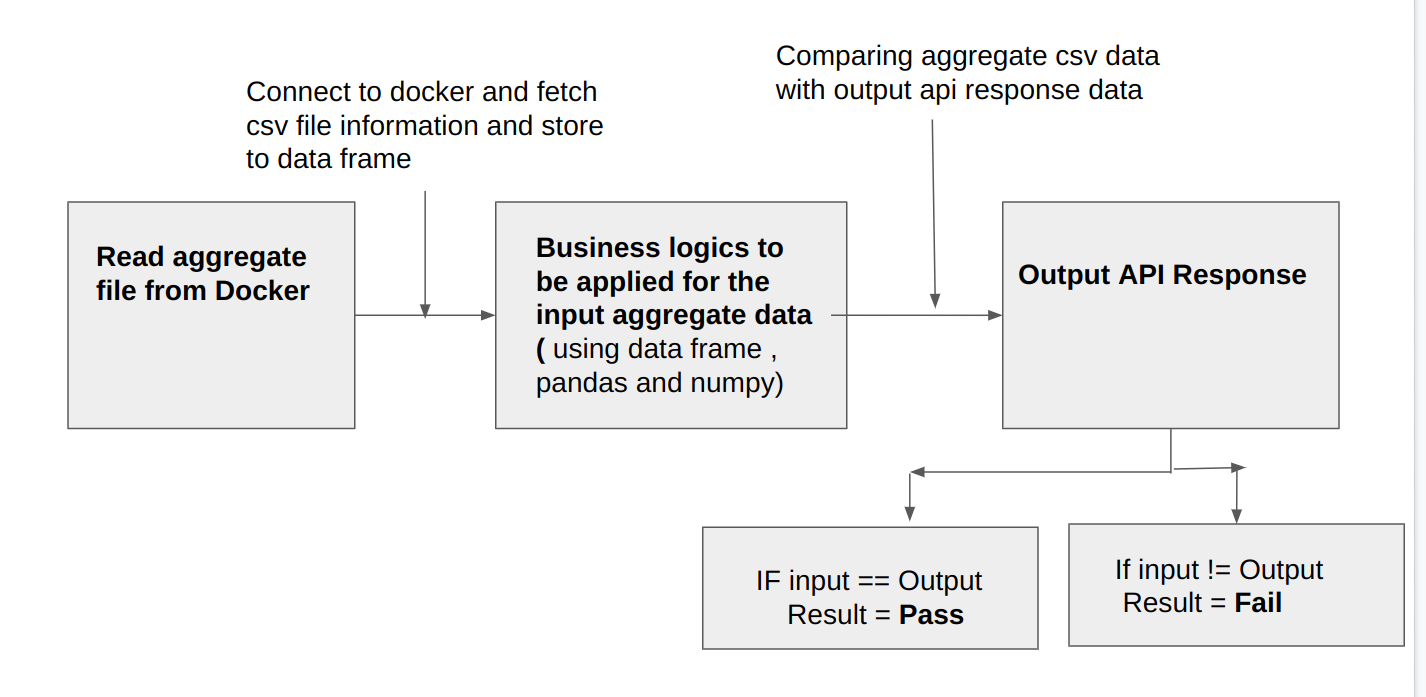 Comparing aggregate csv data
with output api response data
Connect to docker and fetch
csv file information and store
to data frame
Read aggregate
file from Docker
Business logics to
be applied for the
input aggregate data
( using data frame ,
pandas and numpy)
Output API Response
IF input == Output
Result = Pass
If input != Output
Result = Fail